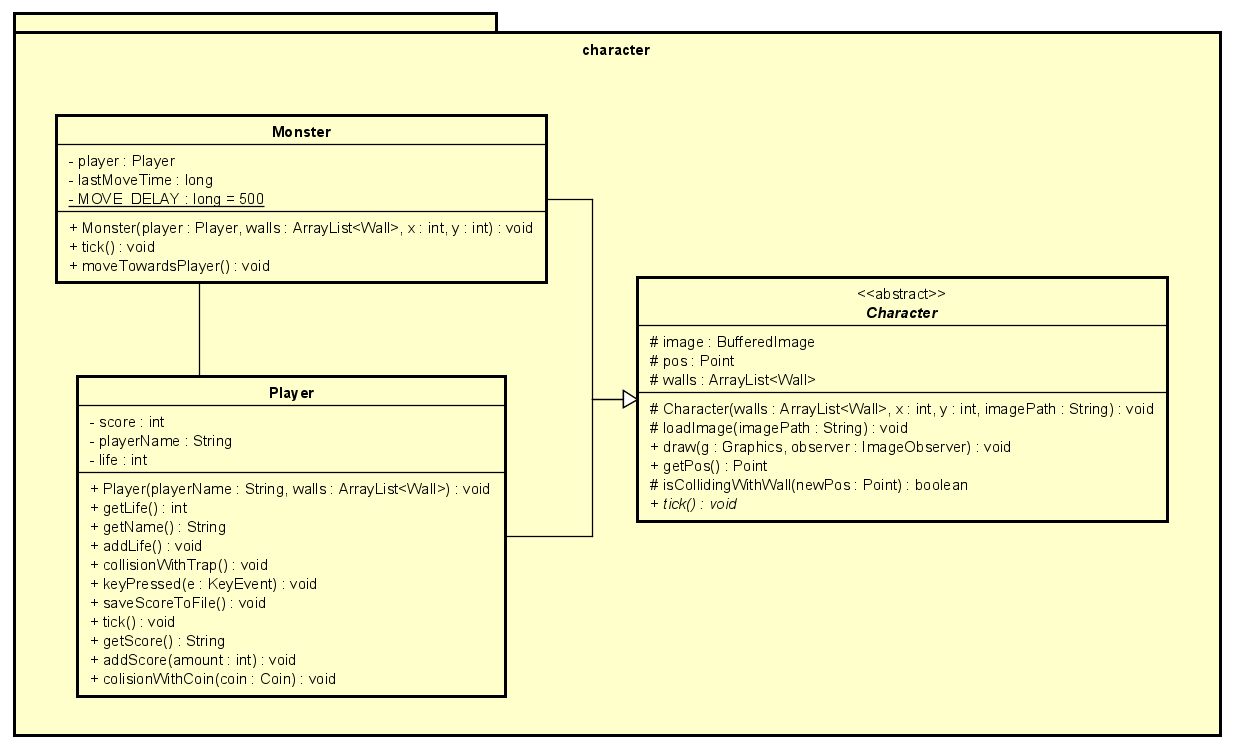 character
Monster
- player : Player
- lastMoveTime : long
- MOVE_DELAY : long = 500
+ Monster(player : Player, walls : ArrayList<Wall>, x : int, y : int) : void
+ tick() : void
+ moveTowardsPlayer() : void
Player
- score : int
- playerName : String
- life : int
+ Player(playerName : String, walls : ArrayList<Wall>) : void
+ getLife() : int
+ getName() : String
+ addLife() : void
+ collisionWithTrap() : void
+ keyPressed(e : KeyEvent) : void
+ saveScoreToFile() : void
+ tick() : void
+ getScore() : String
+ addScore(amount : int) : void
+ colisionWithCoin(coin : Coin) : void
<<abstract>>
Character
# image : BufferedImage
# pos : Point
# walls : ArrayList<Wall>
# Character(walls : ArrayList<Wall>, x : int, y : int, imagePath : String) : void
# loadImage(imagePath : String) : void
+ draw(g : Graphics, observer : ImageObserver) : void
+ getPos() : Point
# isCollidingWithWall(newPos : Point) : boolean
+ tick() : void